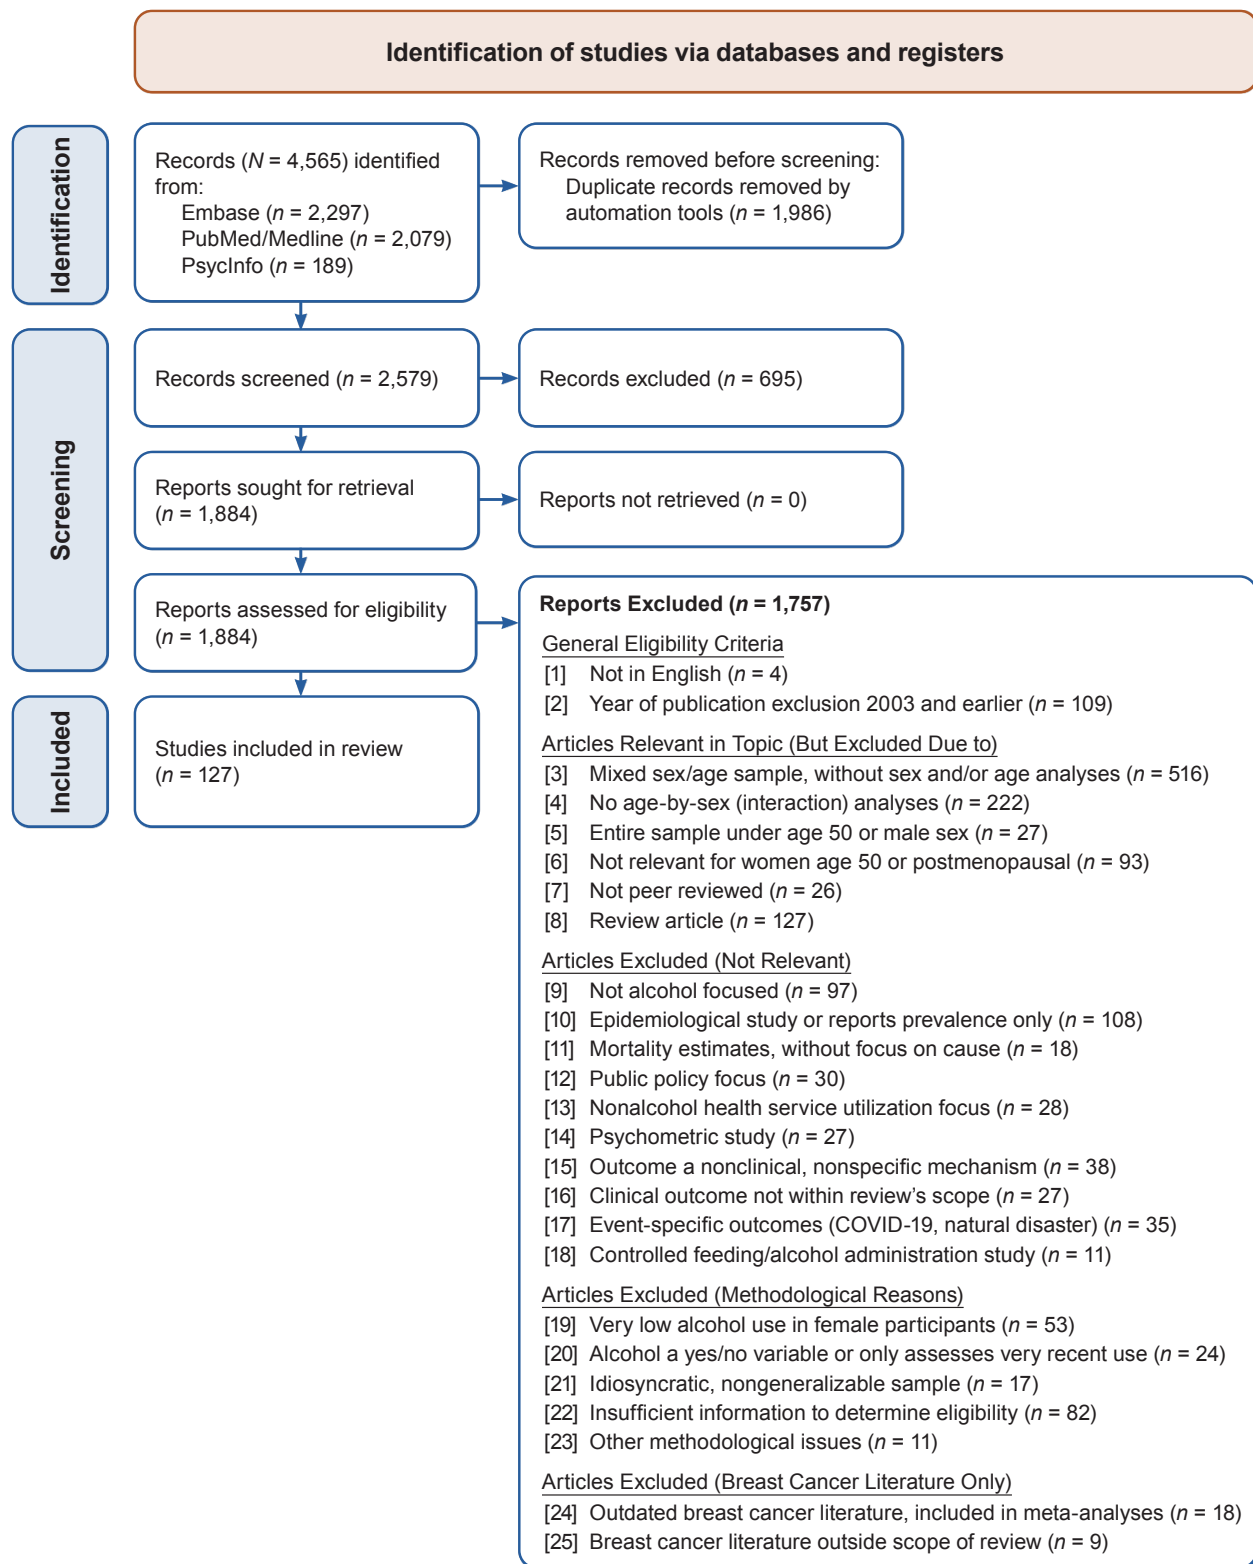 Identification of studies via databases and registers
Identification
Records (N = 4,565) identified
from:
Embase (n = 2,297)
PubMed/Medline (n = 2,079)
PsycInfo (n = 189)
Records removed before screening:
Duplicate records removed by
automation tools (n = 1,986)
Screening
Records screened (n = 2,579)
Records excluded (n = 695)
Reports sought for retrieval
(n = 1,884)
Reports not retrieved (n = 0)
Reports assessed for eligibility
(n = 1,884)
Reports Excluded (n = 1,757)
General Eligibility Criteria
[1] Not in English (n = 4)
[2] Year of publication exclusion 2003 and earlier (n = 109)
Articles Relevant in Topic (But Excluded Due to)
[3] Mixed sex/age sample, without sex and/or age analyses (n = 516)
[4] No age-by-sex (interaction) analyses (n = 222)
[5] Entire sample under age 50 or male sex (n = 27)
[6] Not relevant for women age 50 or postmenopausal (n = 93)
[7] Not peer reviewed (n = 26)
[8] Review article (n = 127)
Articles Excluded (Not Relevant)
[9] Not alcohol focused (n = 97)
[10] Epidemiological study or reports prevalence only (n = 108)
[11] Mortality estimates, without focus on cause (n = 18)
[12] Public policy focus (n = 30)
[13] Nonalcohol health service utilization focus (n = 28)
[14] Psychometric study (n = 27)
[15] Outcome a nonclinical, nonspecific mechanism (n = 38)
[16] Clinical outcome not within review's scope (n = 27)
[17] Event-specific outcomes (COVID-19, natural disaster) (n = 35)
[18] Controlled feeding/alcohol administration study (n = 11)
Articles Excluded (Methodological Reasons)
[19] Very low alcohol use in female participants (n = 53)
[20] Alcohol a yes/no variable or only assesses very recent use (n = 24)
[21] Idiosyncratic, nongeneralizable sample (n = 17)
[22] Insufficient information to determine eligibility (n = 82)
[23] Other methodological issues (n = 11)
Articles Excluded (Breast Cancer Literature Only)
[24] Outdated breast cancer literature, included in meta-analyses (n = 18)
[25] Breast cancer literature outside scope of review (n = 9)
Included
Studies included in review
(n = 127)